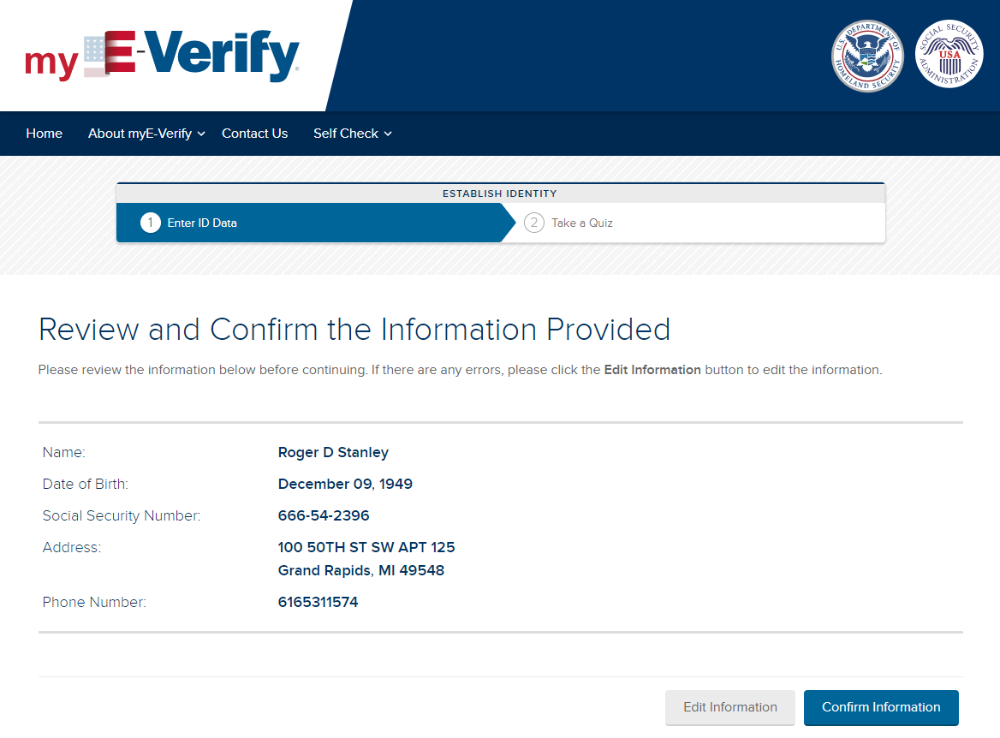 my E-Verify®
U.S. DEPARTMENT OF HOMELAND SECURITY
SOCIAL SECURITY ADMINISTRATION
USA
Home About myE-Verify Contact Us Self Check
ESTABLISH IDENTITY
1 Enter ID Data 2 Take a Quiz
Review and Confirm the Information Provided
Please review the information below before continuing. If there are any errors, please click the Edit Information button to edit the information.
Name: Roger D Stanley
Date of Birth: December 09, 1949
Social Security Number: 666-54-2396
Address: 100 50TH ST SW APT 125
Grand Rapids, MI 49548
Phone Number: 6165311574
Edit Information Confirm Information